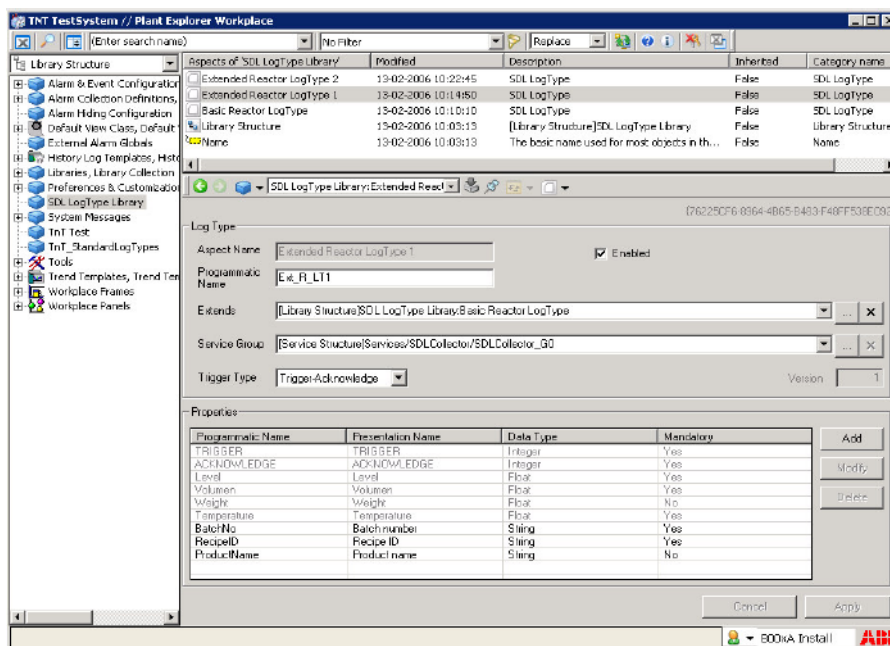 TNT TestSystem // Plant Explorer Workplace
(Enter search name) No Filter Replace
Library Structure
Aspects of 'SDL LogType Library' Modified Description Inherited Category name
Extended Reactor LogType 2 13-02-2006 10:22:45 SDL LogType False SDL LogType
Extended Reactor LogType 1 13-02-2006 10:14:50 SDL LogType False SDL LogType
Basic Reactor LogType 13-02-2006 10:10:10 SDL LogType False SDL LogType
Library Structure 13-02-2006 10:03:13 [Library Structure]SDL LogType Library False Library Structure
Name 13-02-2006 10:03:13 The basic name used for most objects in th... False Name
Alarm & Event Configuration
Alarm Collection Definitions,
Alarm Hiding Configuration
Default View Class, Default
External Alarm Globals
History Log Templates, Histo
Libraries, Library Collection
Preferences & Customization
SDL LogType Library
System Messages
TnT Test
TnT_StandardLogTypes
Tools
Trend Templates, Trend Ten
Workplace Frames
Workplace Panels
SDL LogType Library:Extended React
Log Type
Aspect Name Extended Reactor LogType 1 Enabled
Programmatic Name Ext_R_LT1
Extends [Library Structure]SDL LogType Library:Basic Reactor LogType ...
Service Group [Service Structure]Services/SDLCollector/SDLCollector_G0 ...
Trigger Type Trigger-Acknowledge Version 1
Properties
Programmatic Name Presentation Name Data Type Mandatory
TRIGGER TRIGGER Integer Yes
ACKNOWLEDGE ACKNOWLEDGE Integer Yes
Level Level Float Yes
Volumen Volumen Float Yes
Weight Weight Float No
Temperature Temperature Float Yes
BatchNo Batch number String Yes
RecipeID Recipe ID String Yes
ProductName Product name String No
Add
Modify
Delete
Cancel Apply
800xA Install ABB